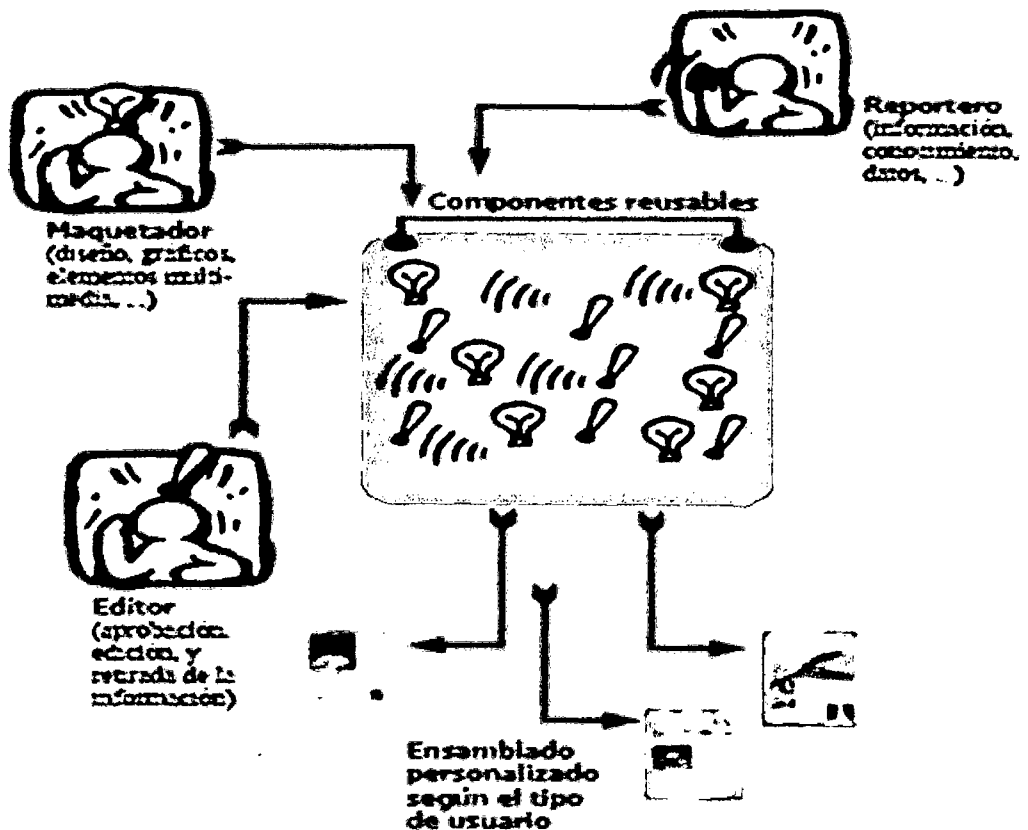 Reportero
(información,
conocimiento,
datos, ...)
Componentes reusables
Maquetador
(diseño, gráficos,
elementos multi-
media, ...)
Editor
(aprobación,
edición, y
retirada de la
información)
Ensamblado
personalizado
según el tipo
de usuario